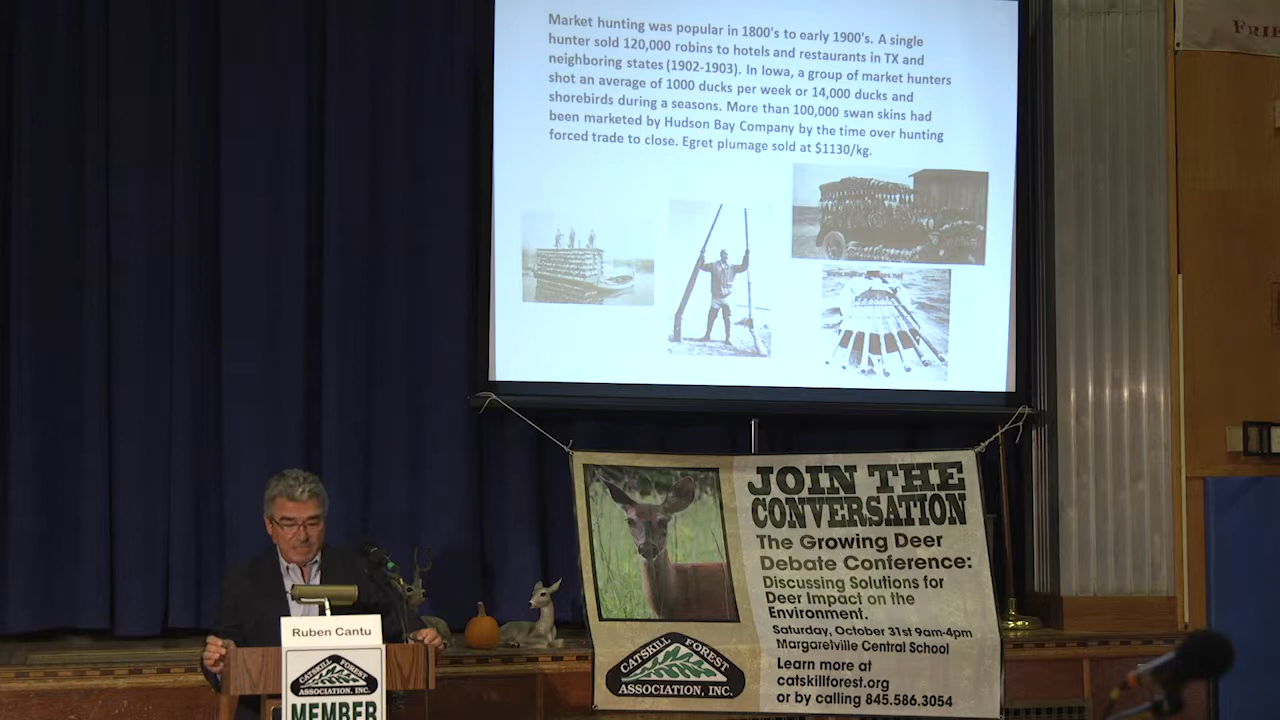 Market hunting was popular in 1800's to early 1900's. A single
hunter sold 120,000 robins to hotels and restaurants in TX and
neighboring states (1902-1903). In Iowa, a group of market hunters
shot an average of 1000 ducks per week or 14,000 ducks and
shorebirds during a seasons. More than 100,000 swan skins had
been marketed by Hudson Bay Company by the time over hunting
forced trade to close. Egret plumage sold at $1130/kg.
JOIN THE
CONVERSATION
The Growing Deer
Debate Conference:
Discussing Solutions for
Deer Impact on the
Environment.
Saturday, October 31st 9am-4pm
Margaretville Central School
Learn more at
catskillforest.org
or by calling 845.586.3054
CATSKILL FOREST
ASSOCIATION, INC.
Ruben Cantu
CATSKILL FOREST
ASSOCIATION, INC.
MEMBER